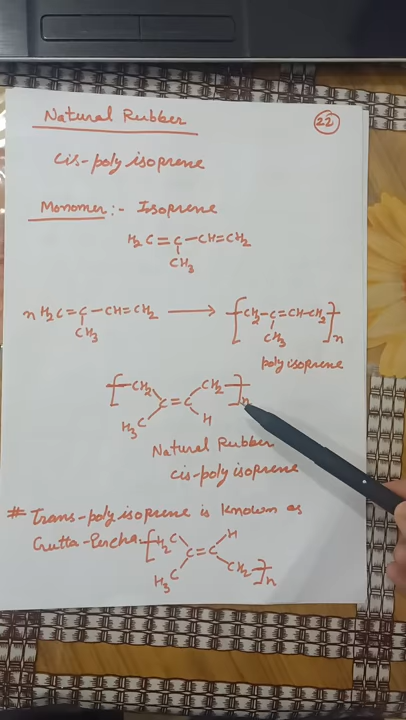 Natural Rubber
22
cis-poly isoprene
Monomer:- Isoprene
H₂C=C-CH=CH₂
CH₃
n H₂C=C-CH=CH₂ → [CH₂-C=CH-CH₂]n
CH₃ CH₃
polyisoprene
[CH₂ CH₂]n
C=C
H₃C H
Natural Rubber
cis-poly isoprene
# Trans-poly isoprene is known as
Gutta-Percha [H₂C H
C=C
H₃C CH₂]n